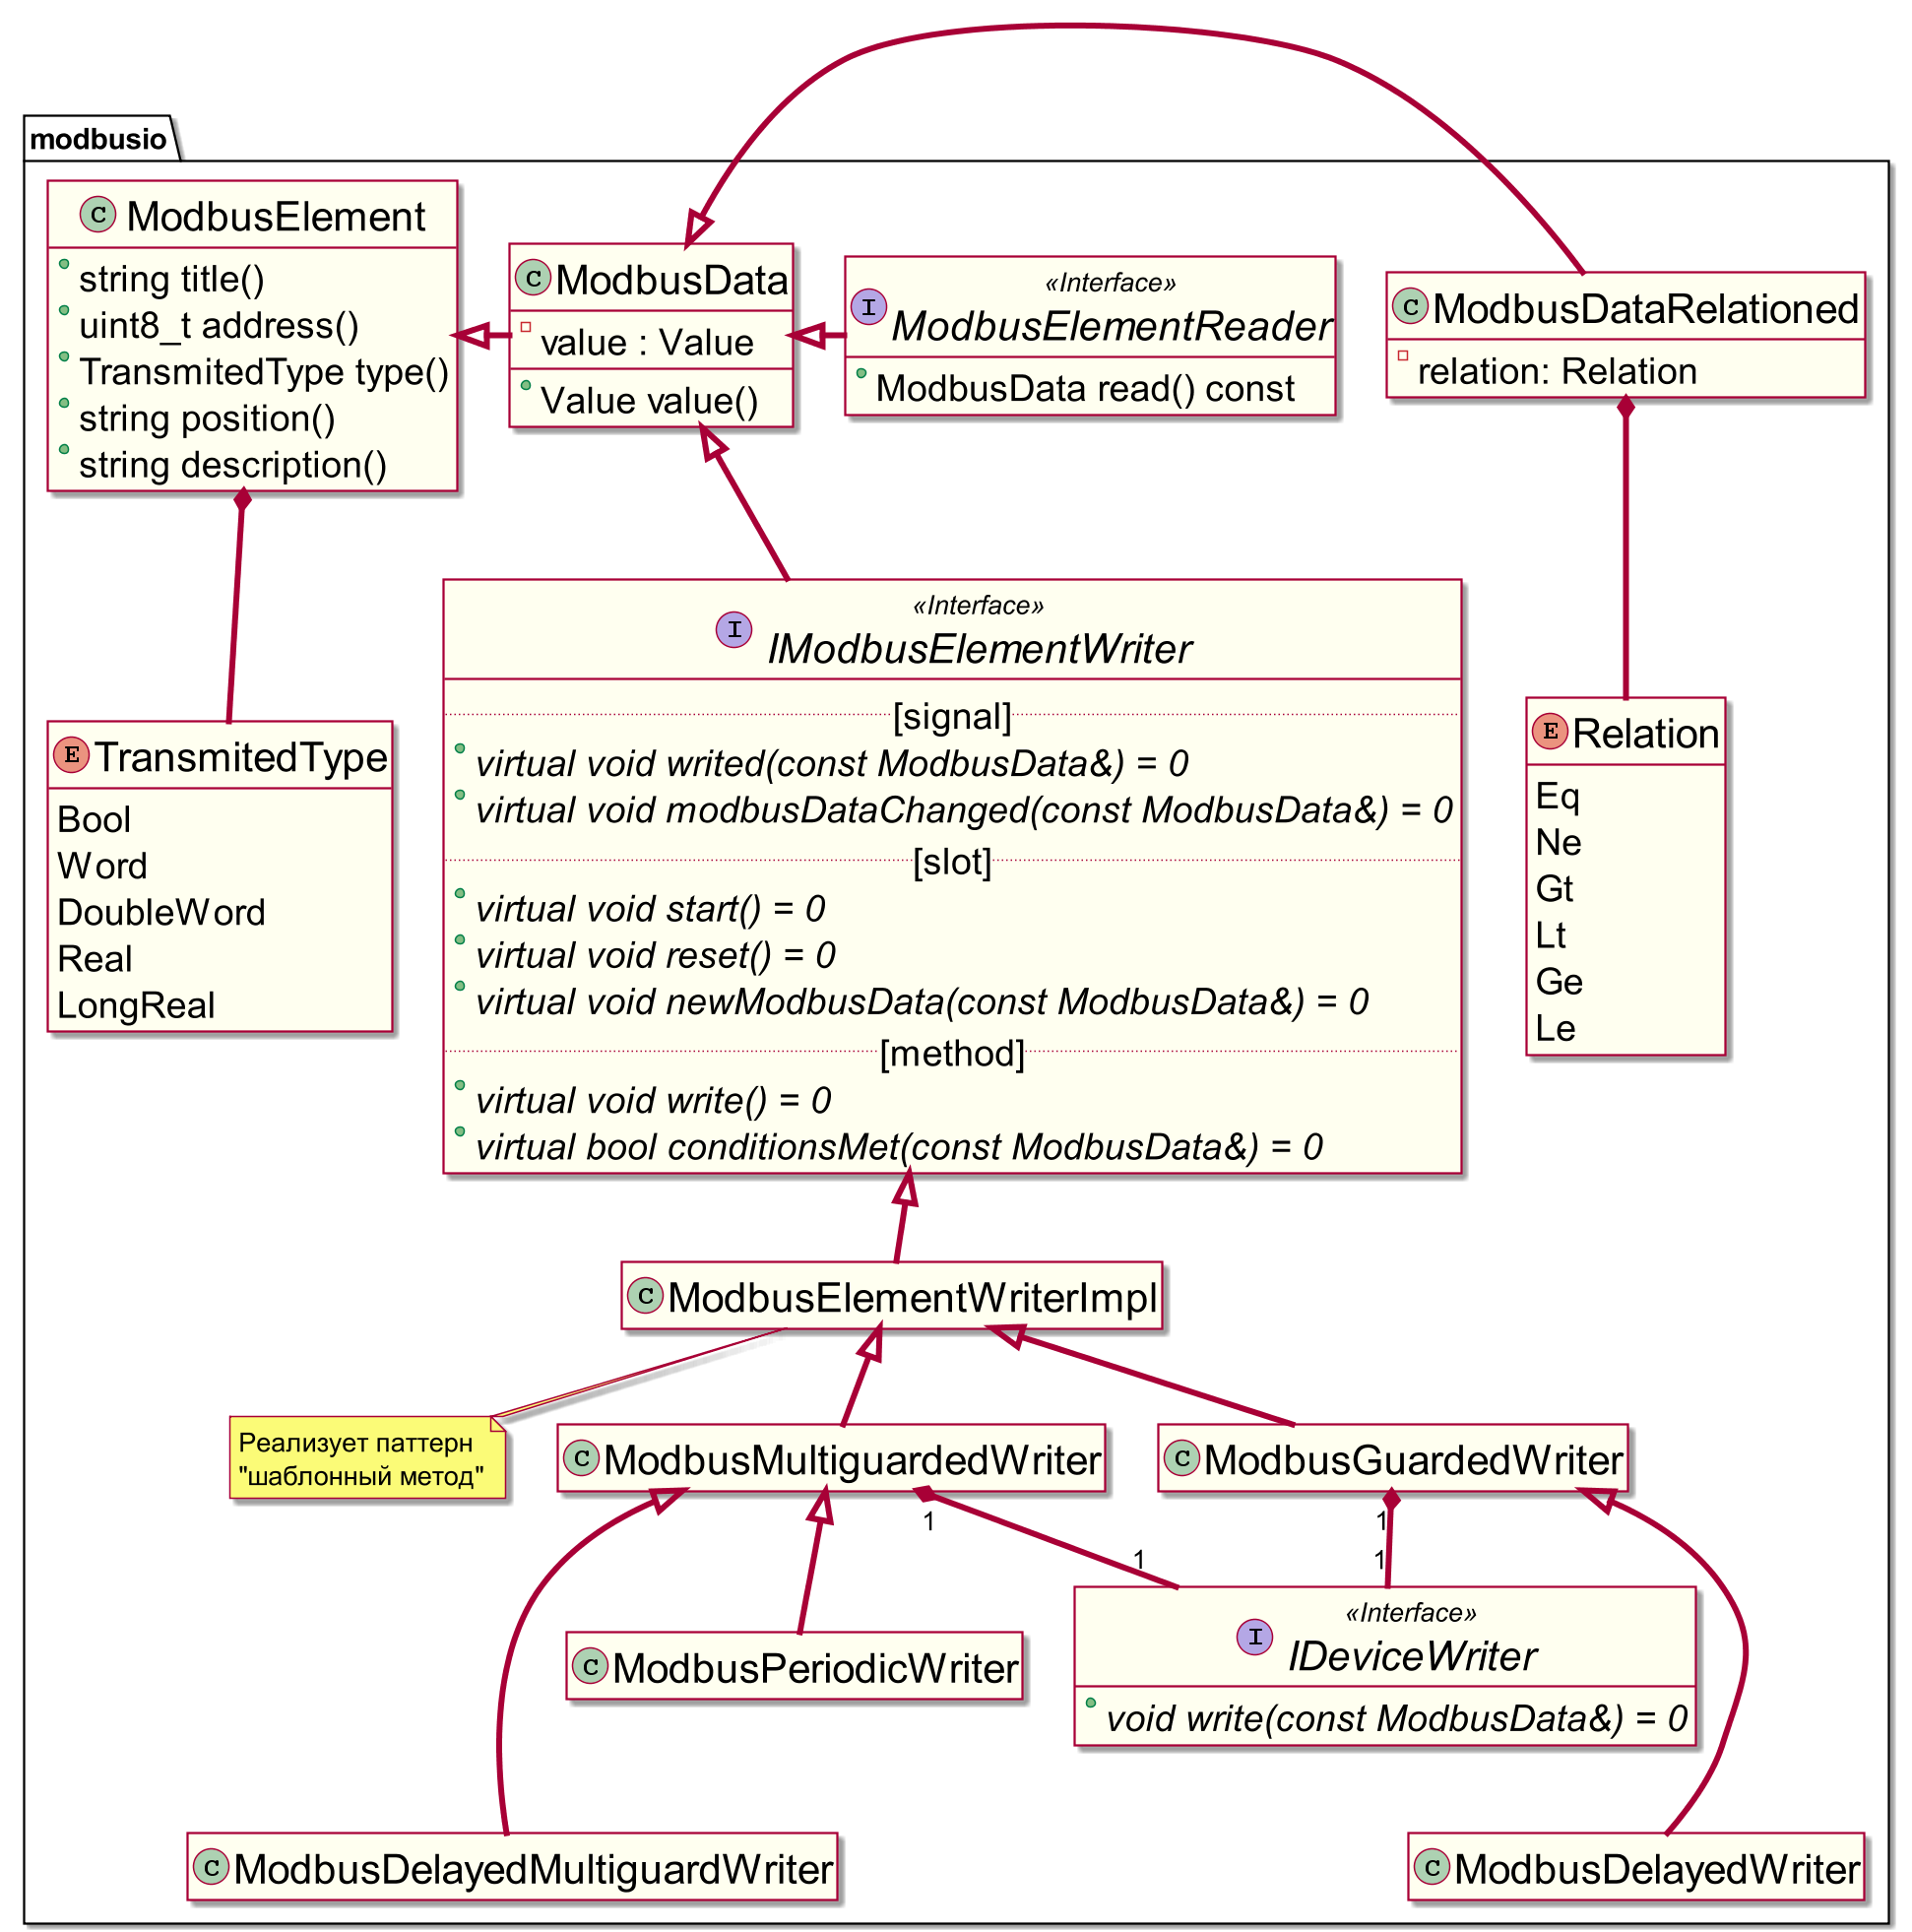 modbusio
C ModbusElement
string title()
uint8_t address()
TransmitedType type()
string position()
string description()
C ModbusData
value : Value
Value value()
«Interface»
I ModbusElementReader
ModbusData read() const
C ModbusDataRelationed
relation: Relation
E TransmitedType
Bool
Word
DoubleWord
Real
LongReal
«Interface»
I IModbusElementWriter
[signal]
virtual void writed(const ModbusData&) = 0
virtual void modbusDataChanged(const ModbusData&) = 0
[slot]
virtual void start() = 0
virtual void reset() = 0
virtual void newModbusData(const ModbusData&) = 0
[method]
virtual void write() = 0
virtual bool conditionsMet(const ModbusData&) = 0
E Relation
Eq
Ne
Gt
Lt
Ge
Le
C ModbusElementWriterImpl
Реализует паттерн
"шаблонный метод"
C ModbusMultiguardedWriter
C ModbusGuardedWriter
1
1
1
1
C ModbusPeriodicWriter
«Interface»
I IDeviceWriter
void write(const ModbusData&) = 0
C ModbusDelayedMultiguardWriter
C ModbusDelayedWriter